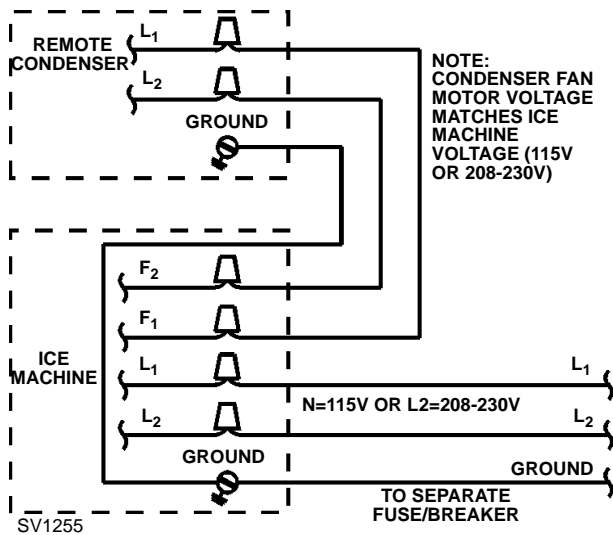 REMOTE
CONDENSER
L1
L2
GROUND
NOTE:
CONDENSER FAN
MOTOR VOLTAGE
MATCHES ICE
MACHINE
VOLTAGE (115V
OR 208-230V)
F2
F1
ICE
MACHINE
L1
L1
N=115V OR L2=208-230V
L2
L2
GROUND
GROUND
TO SEPARATE
FUSE/BREAKER
SV1255